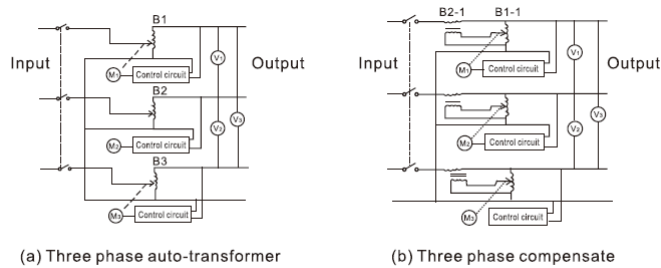 B1
V1
Input
Output
M1
Control circuit
B2
V2
V3
M2
Control circuit
B3
M3
Control circuit
(a) Three phase auto-transformer
B2-1
B1-1
V1
Input
Output
M1
Control circuit
V2
V3
M2
Control circuit
M3
Control circuit
(b) Three phase compensate